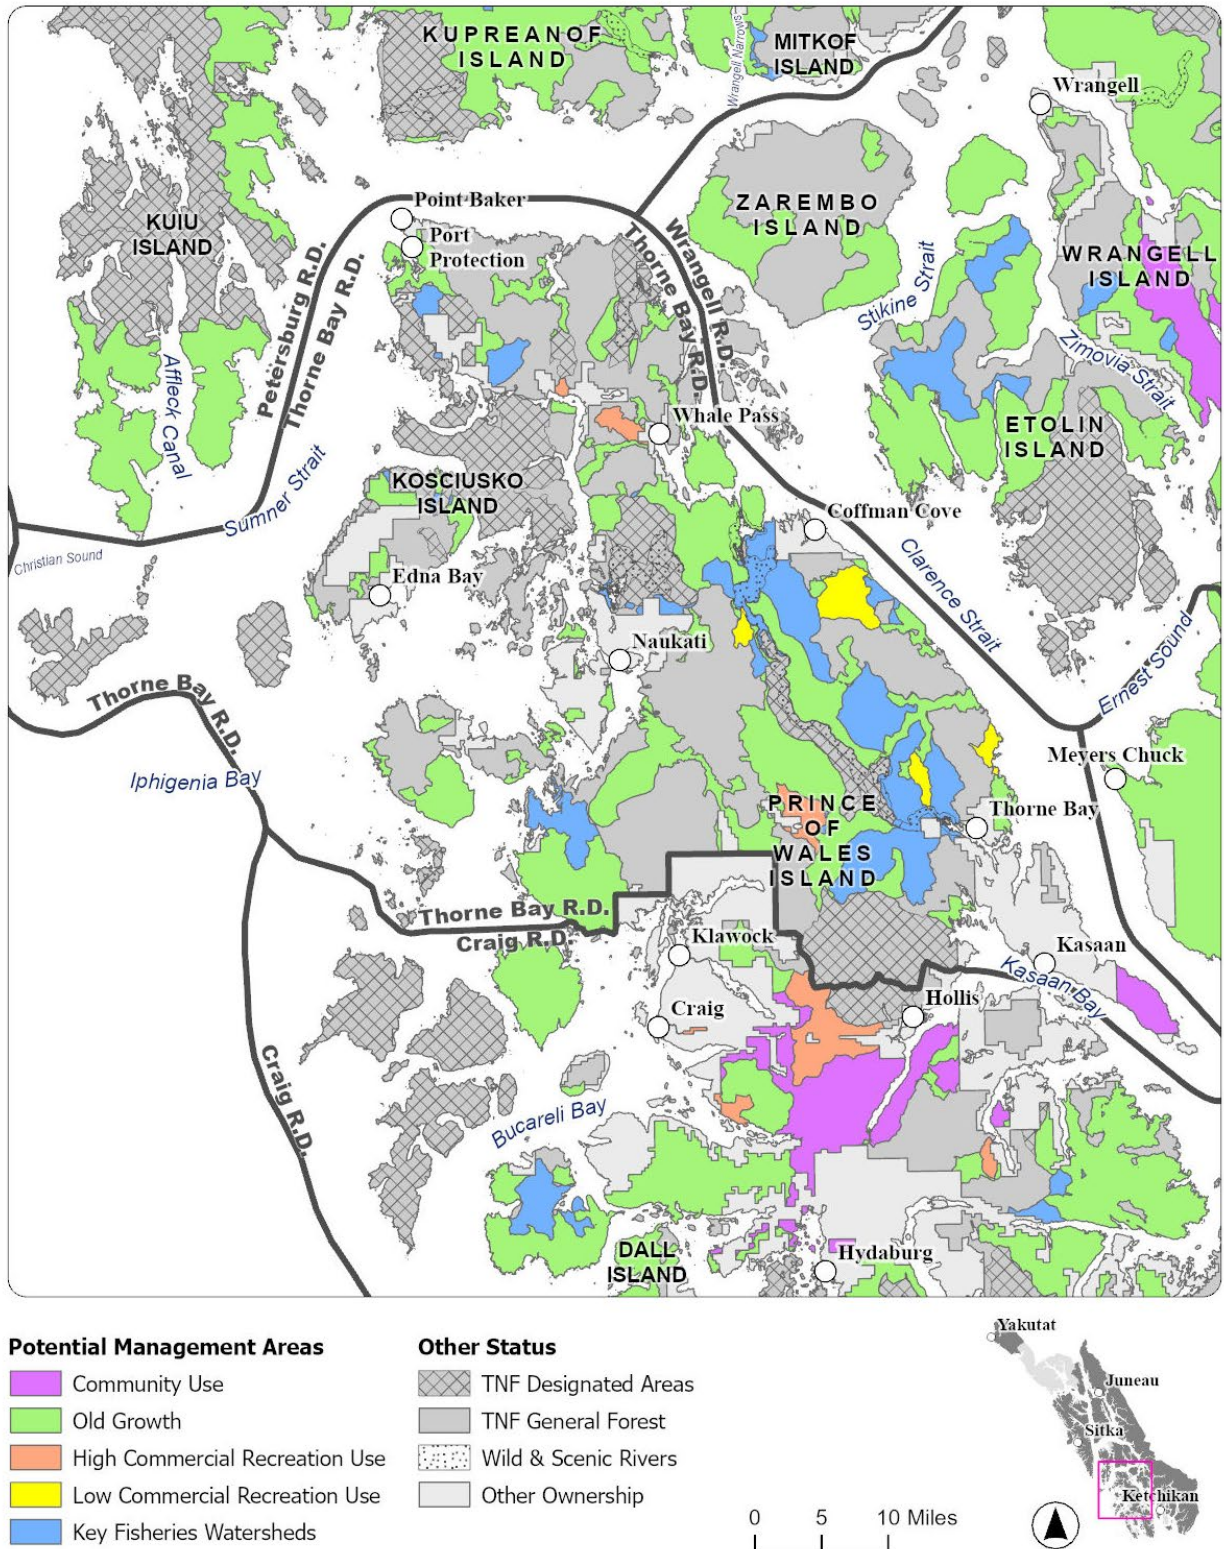 KUPREANOF
ISLAND
Wrangell Narrows
MITKOF
ISLAND
Wrangell
KUIU
ISLAND
Point Baker
Port
Protection
ZAREMBO
ISLAND
WRANGELL
ISLAND
Petersburg R.D.
Thorne Bay R.D.
Wrangell R.D.
Thorne Bay R.D.
Stikine Strait
Zimovia Strait
Affleck Canal
Whale Pass
ETOLIN
ISLAND
KOSCIUSKO
ISLAND
Sumner Strait
Christian Sound
Coffman Cove
Clarence Strait
Edna Bay
Naukati
Ernest Sound
Thorne Bay R.D.
Iphigenia Bay
Meyers Chuck
PRINCE
OF
WALES
ISLAND
Thorne Bay
Thorne Bay R.D.
Craig R.D.
Klawock
Kasaan
Kasaan Bay
Craig
Hollis
Craig R.D.
Bucareli Bay
DALL
ISLAND
Hydaburg
Potential Management Areas
Community Use
Old Growth
High Commercial Recreation Use
Low Commercial Recreation Use
Key Fisheries Watersheds
Other Status
TNF Designated Areas
TNF General Forest
Wild & Scenic Rivers
Other Ownership
0 5 10 Miles
Yakutat
Juneau
Sitka
Ketchikan